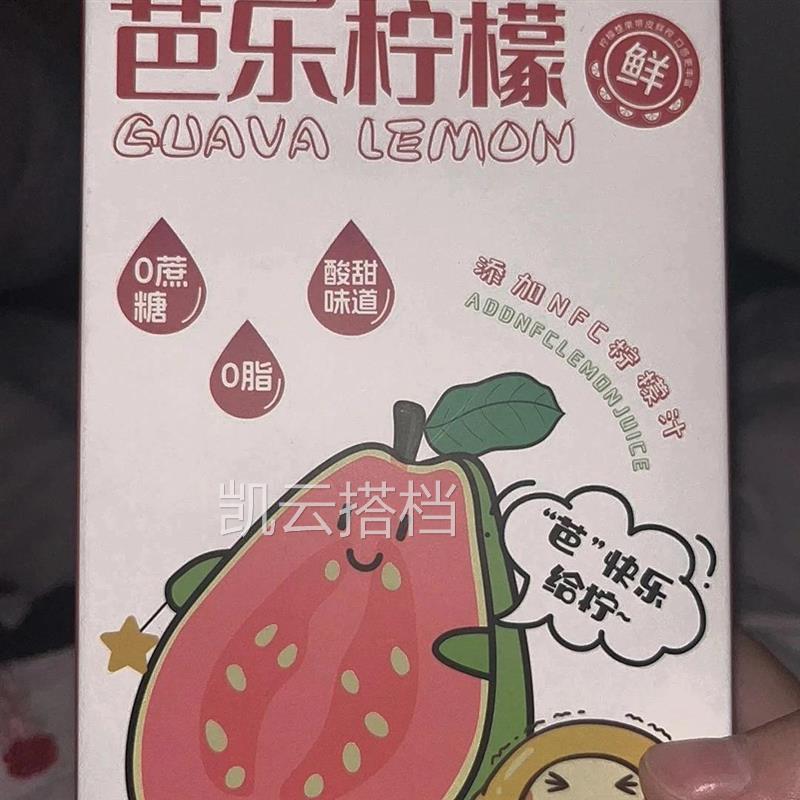 芭乐柠檬
GUAVA LEMON
鲜
0蔗
糖
酸甜
味道
0脂
添加NFC柠檬汁
ADDNFCLEMONJUICE
凯云搭档
“芭”快乐
给柠~